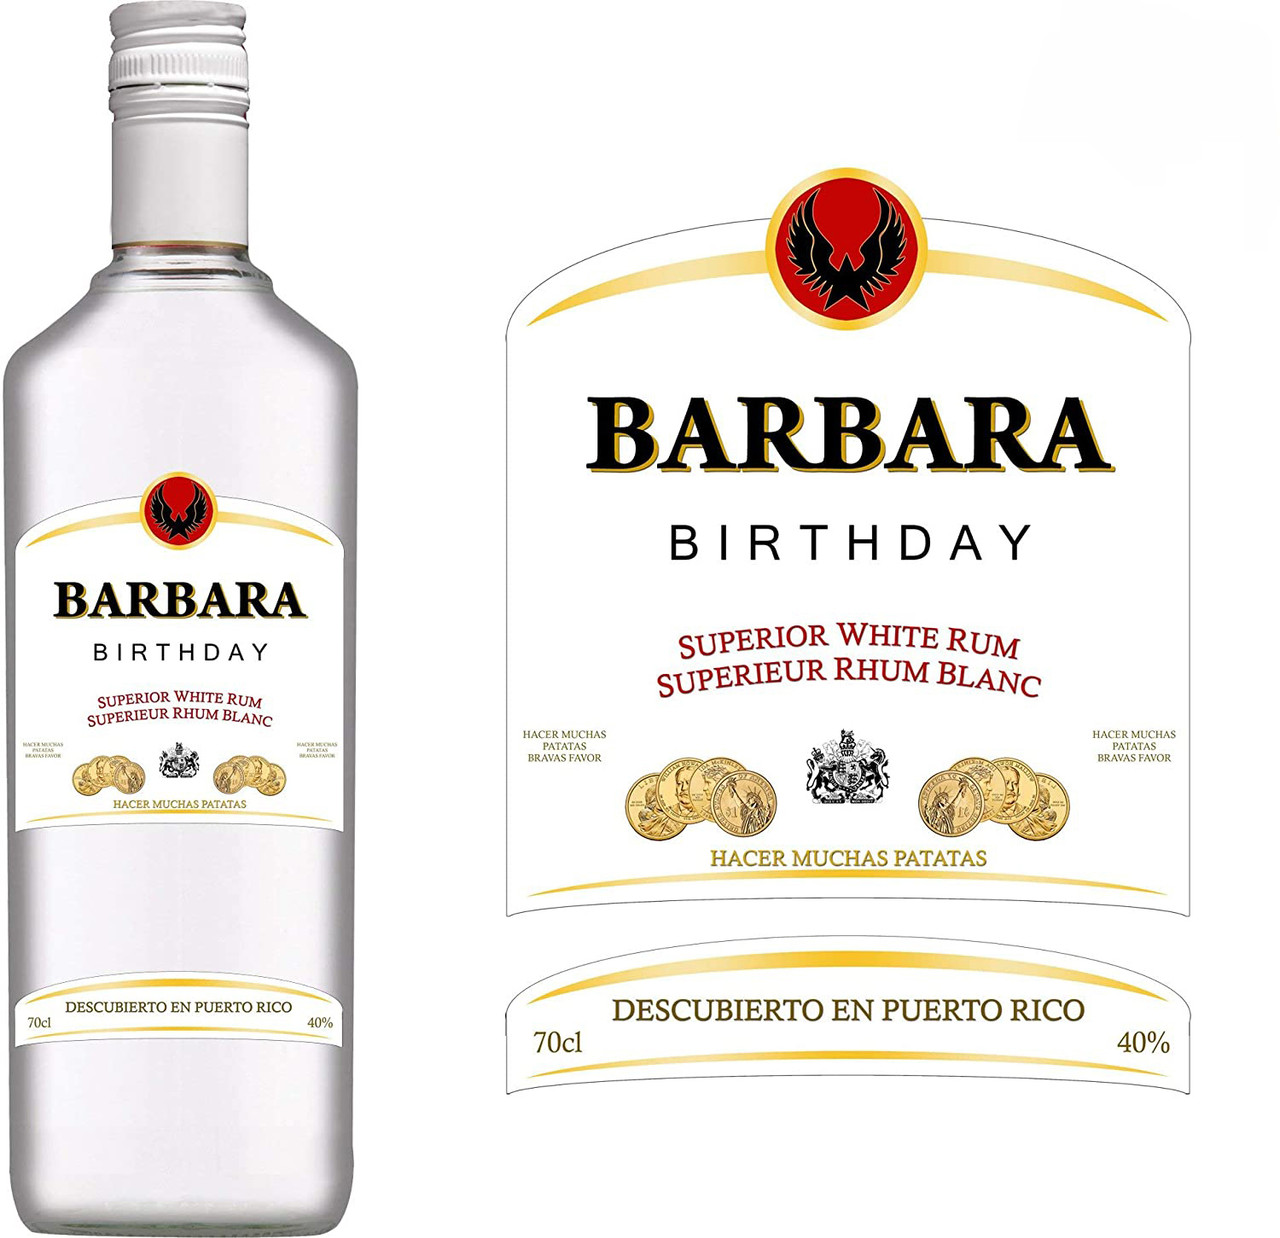 BARBARA
BIRTHDAY
SUPERIOR WHITE RUM
SUPERIEUR RHUM BLANC
HACER MUCHAS
PATATAS
BRAVAS FAVOR
HACER MUCHAS
PATATAS
BRAVAS FAVOR
HACER MUCHAS PATATAS
DESCUBIERTO EN PUERTO RICO
70cl
40%
BARBARA
BIRTHDAY
SUPERIOR WHITE RUM
SUPERIEUR RHUM BLANC
HACER MUCHAS
PATATAS
BRAVAS FAVOR
HACER MUCHAS
PATATAS
BRAVAS FAVOR
HACER MUCHAS PATATAS
DESCUBIERTO EN PUERTO RICO
70cl
40%